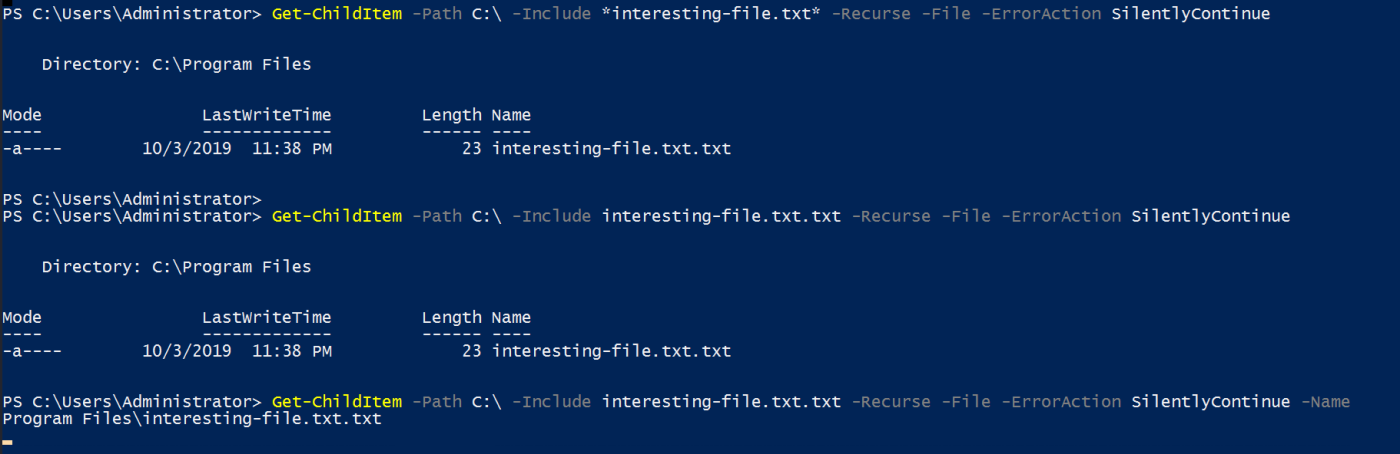 PS C:\Users\Administrator> Get-ChildItem -Path C:\ -Include *interesting-file.txt* -Recurse -File -ErrorAction SilentlyContinue
Directory: C:\Program Files
Mode LastWriteTime Length Name
---- ------------- ------ ----
-a---- 10/3/2019 11:38 PM 23 interesting-file.txt.txt
PS C:\Users\Administrator>
PS C:\Users\Administrator> Get-ChildItem -Path C:\ -Include interesting-file.txt.txt -Recurse -File -ErrorAction SilentlyContinue
Directory: C:\Program Files
Mode LastWriteTime Length Name
---- ------------- ------ ----
-a---- 10/3/2019 11:38 PM 23 interesting-file.txt.txt
PS C:\Users\Administrator> Get-ChildItem -Path C:\ -Include interesting-file.txt.txt -Recurse -File -ErrorAction SilentlyContinue -Name
Program Files\interesting-file.txt.txt